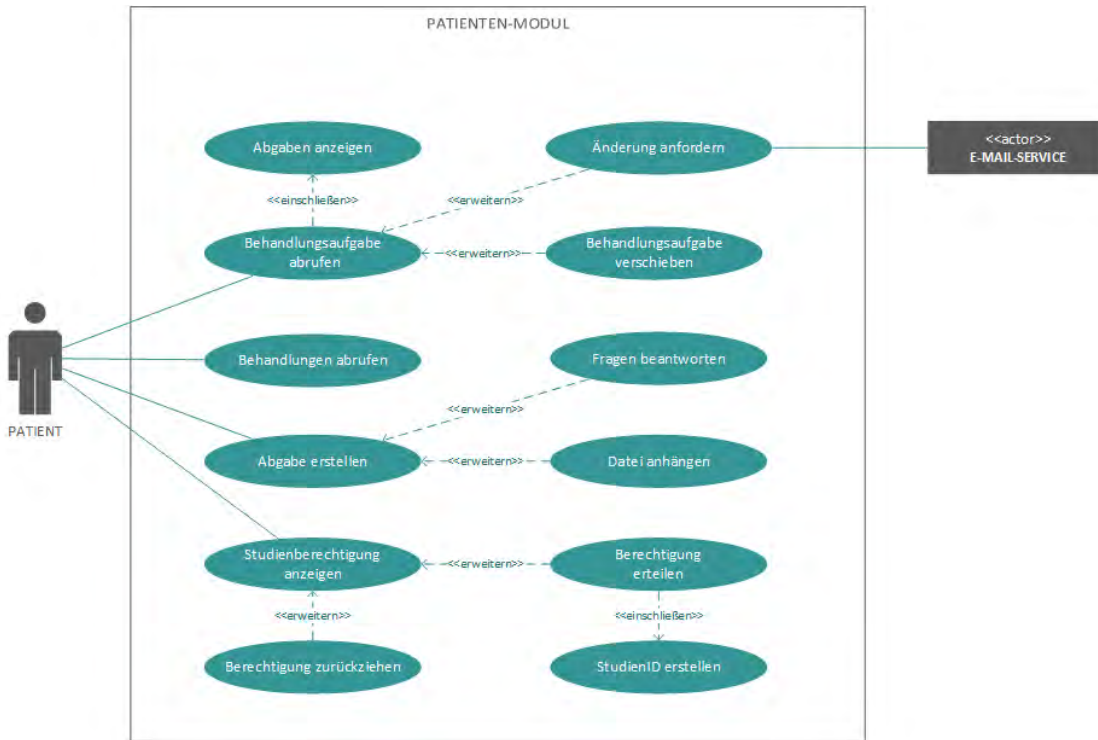 PATIENTEN-MODUL
Abgaben anzeigen
Änderung anfordern
<<actor>>
E-MAIL-SERVICE
<<einschließen>>
<<erweitern>>
Behandlungsaufgabe
abrufen
<<erweitern>>
Behandlungsaufgabe
verschieben
Behandlungen abrufen
Fragen beantworten
PATIENT
<<erweitern>>
Abgabe erstellen
<<erweitern>>
Datei anhängen
Studienberechtigung
anzeigen
<<erweitern>>
Berechtigung
erteilen
<<erweitern>>
<<einschließen>>
Berechtigung zurückziehen
StudienID erstellen